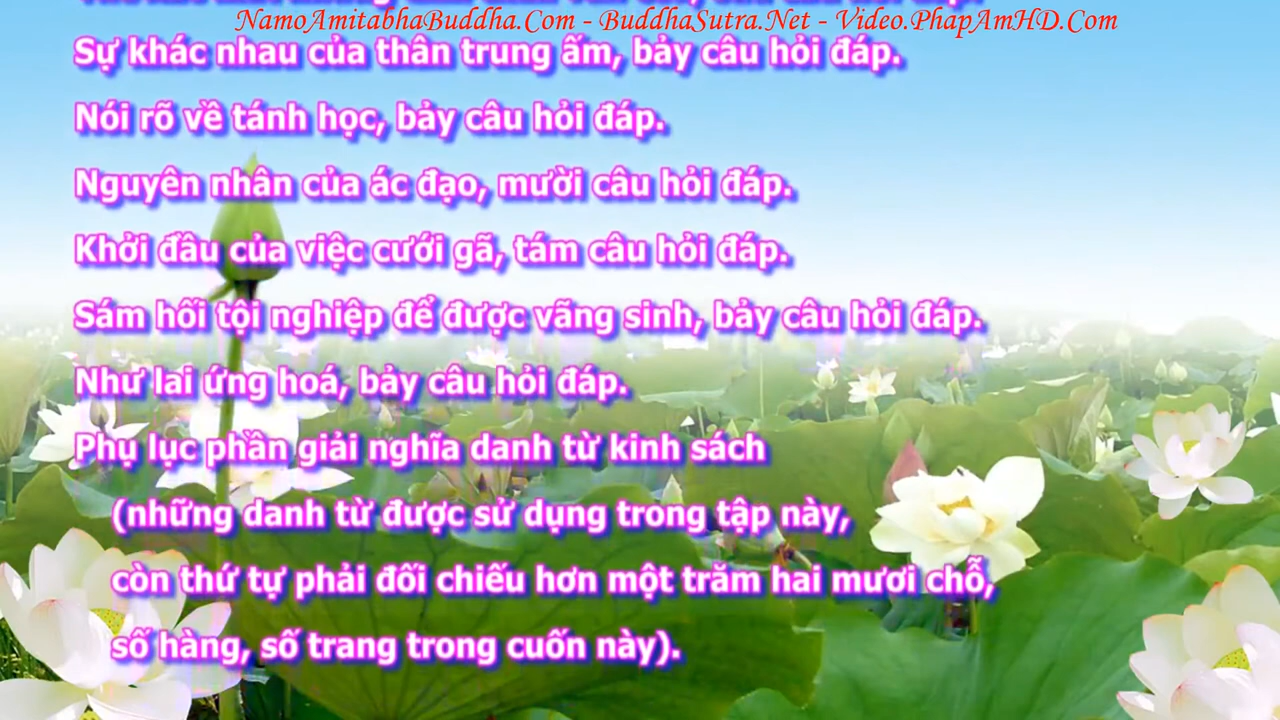 NamoAmitabhaBuddha.Com - BuddhaSutra.Net - Video.PhapAmHD.Com
Sự khác nhau của thân trung ấm, bảy câu hỏi đáp.
Nói rõ về tánh học, bảy câu hỏi đáp.
Nguyên nhân của ác đạo, mười câu hỏi đáp.
Khởi đầu của việc cưới gã, tám câu hỏi đáp.
Sám hối tội nghiệp để được vãng sinh, bảy câu hỏi đáp.
Như lai ứng hoá, bảy câu hỏi đáp.
Phụ lục phần giải nghĩa danh từ kinh sách
(những danh từ được sử dụng trong tập này,
còn thứ tự phải đối chiếu hơn một trăm hai mươi chỗ,
số hàng, số trang trong cuốn này).